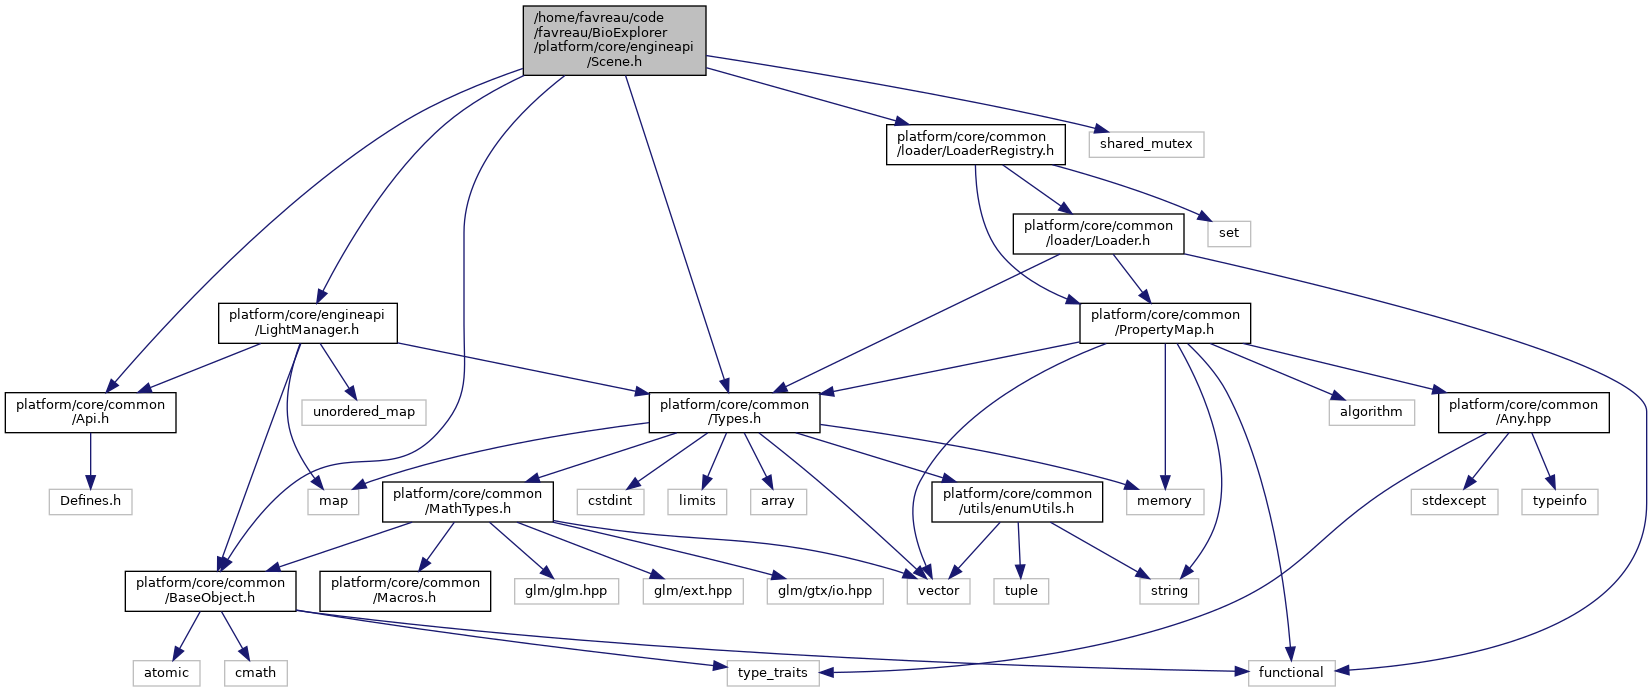 /home/favreau/code
/favreau/BioExplorer
/platform/core/engineapi
/Scene.h
platform/core/common
/loader/LoaderRegistry.h
shared_mutex
platform/core/common
/loader/Loader.h
set
platform/core/engineapi
/LightManager.h
platform/core/common
/PropertyMap.h
platform/core/common
/Api.h
unordered_map
platform/core/common
/Types.h
algorithm
platform/core/common
/Any.hpp
Defines.h
map
platform/core/common
/MathTypes.h
cstdint
limits
array
platform/core/common
/utils/enumUtils.h
memory
stdexcept
typeinfo
platform/core/common
/BaseObject.h
platform/core/common
/Macros.h
glm/glm.hpp
glm/ext.hpp
glm/gtx/io.hpp
vector
tuple
string
atomic
cmath
type_traits
functional